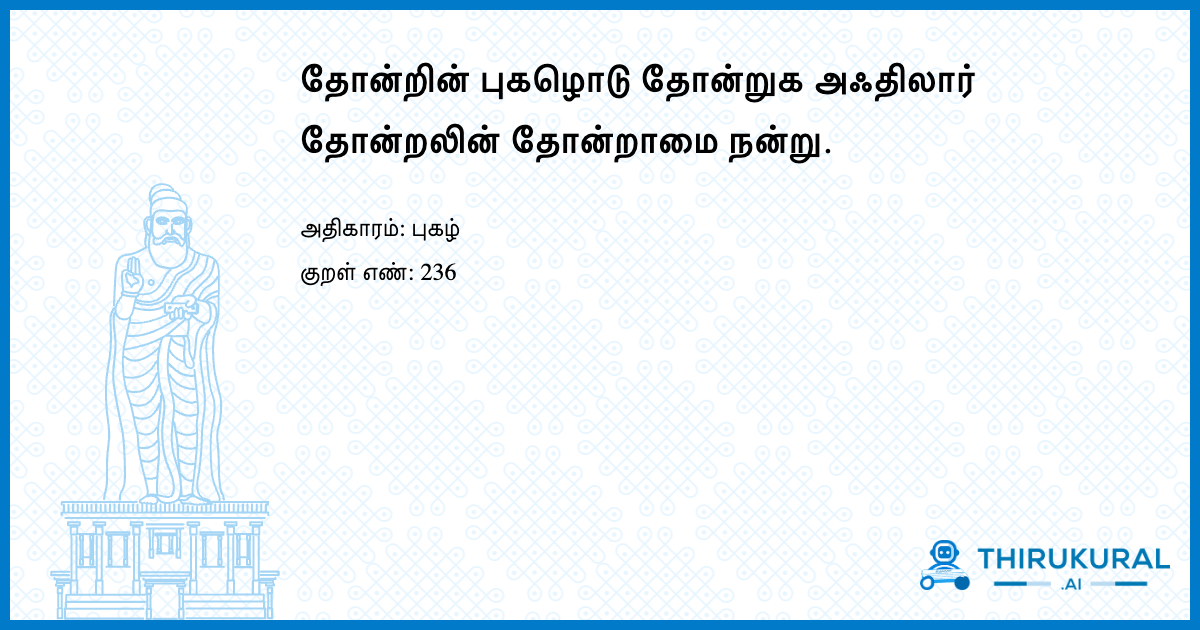 தோன்றின் புகழொடு தோன்றுக அஃதிலார்
தோன்றலின் தோன்றாமை நன்று.
அதிகாரம்: புகழ்
குறள் எண்: 236
THIRUKURAL
.AI